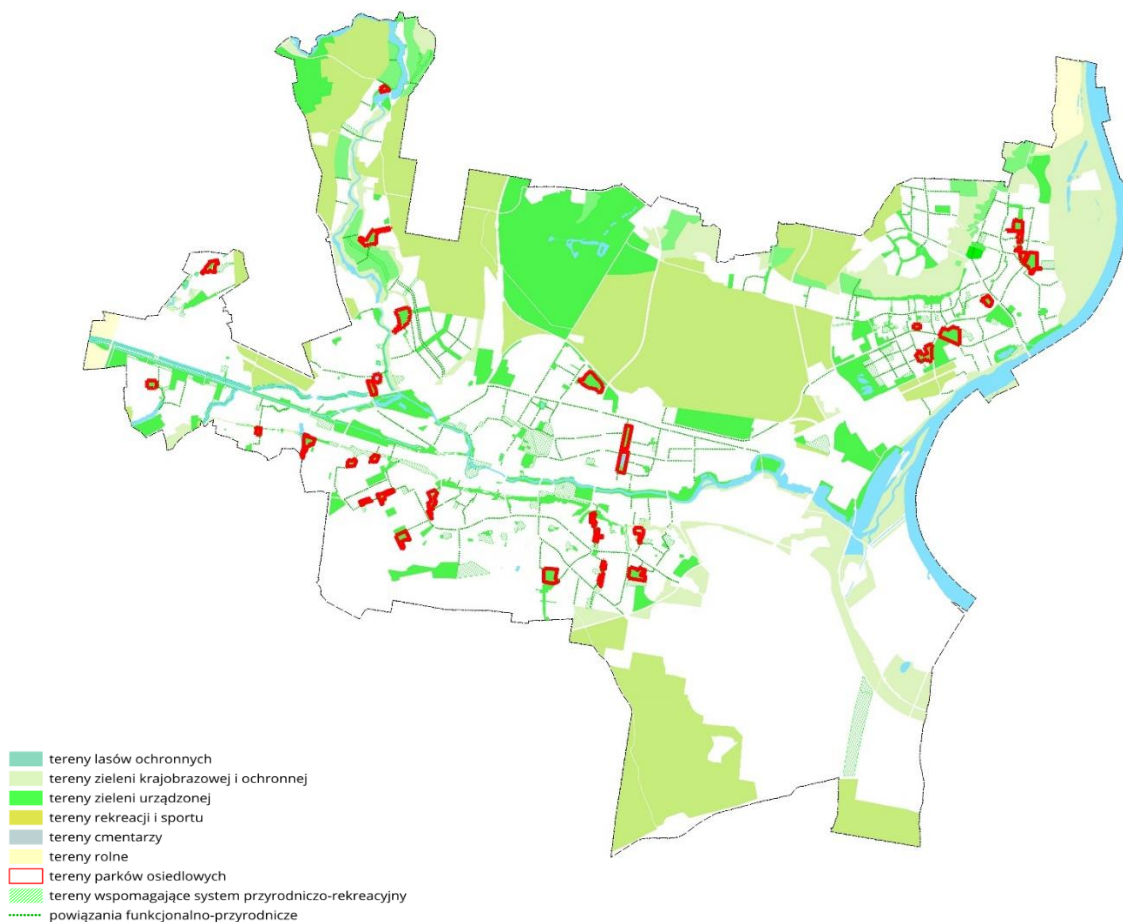 tereny lasów ochronnych
tereny zieleni krajobrazowej i ochronnej
tereny zieleni urządzonej
tereny rekreacji i sportu
tereny cmentarzy
tereny rolne
tereny parków osiedlowych
tereny wspomagające system przyrodniczo-rekreacyjny
powiązania funkcjonalno-przyrodnicze